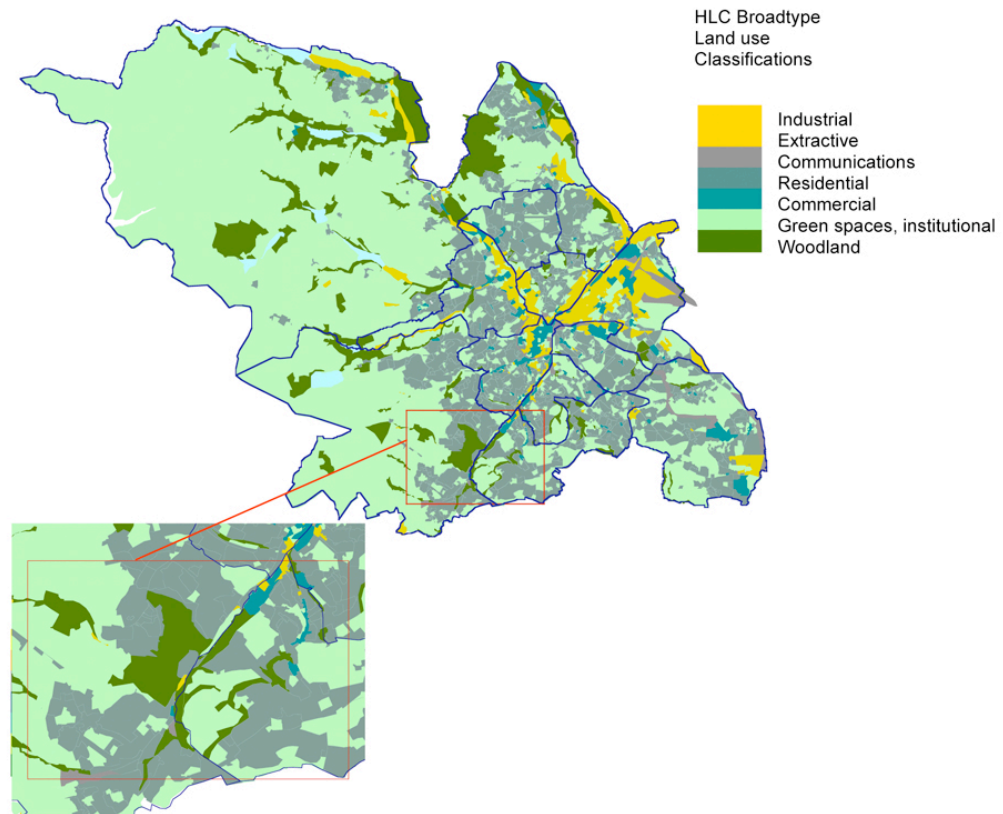 HLC Broadtype
Land use
Classifications
Industrial
Extractive
Communications
Residential
Commercial
Green spaces, institutional
Woodland